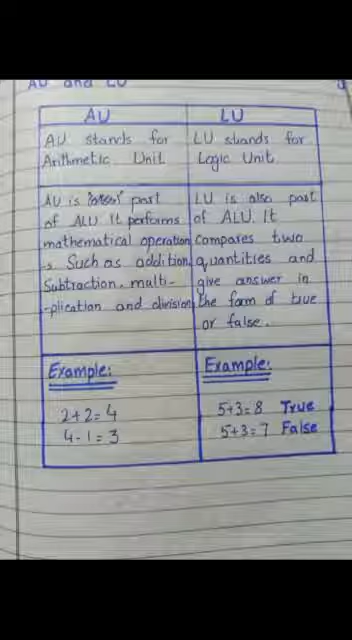 AU and LU
AU
LU
AU stands for
Arithmetic Unit
LU stands for
Logic Unit
AU is part
of ALU. It performs
mathematical operation
s. Such as addition,
Subtraction, multi-
-plication and division.
LU is also part
of ALU. It
compares two
quantities and
give answer in
the form of true
or false.
Example:
2+2=4
4-1=3
Example:
5+3=8 True
5+3=7 False